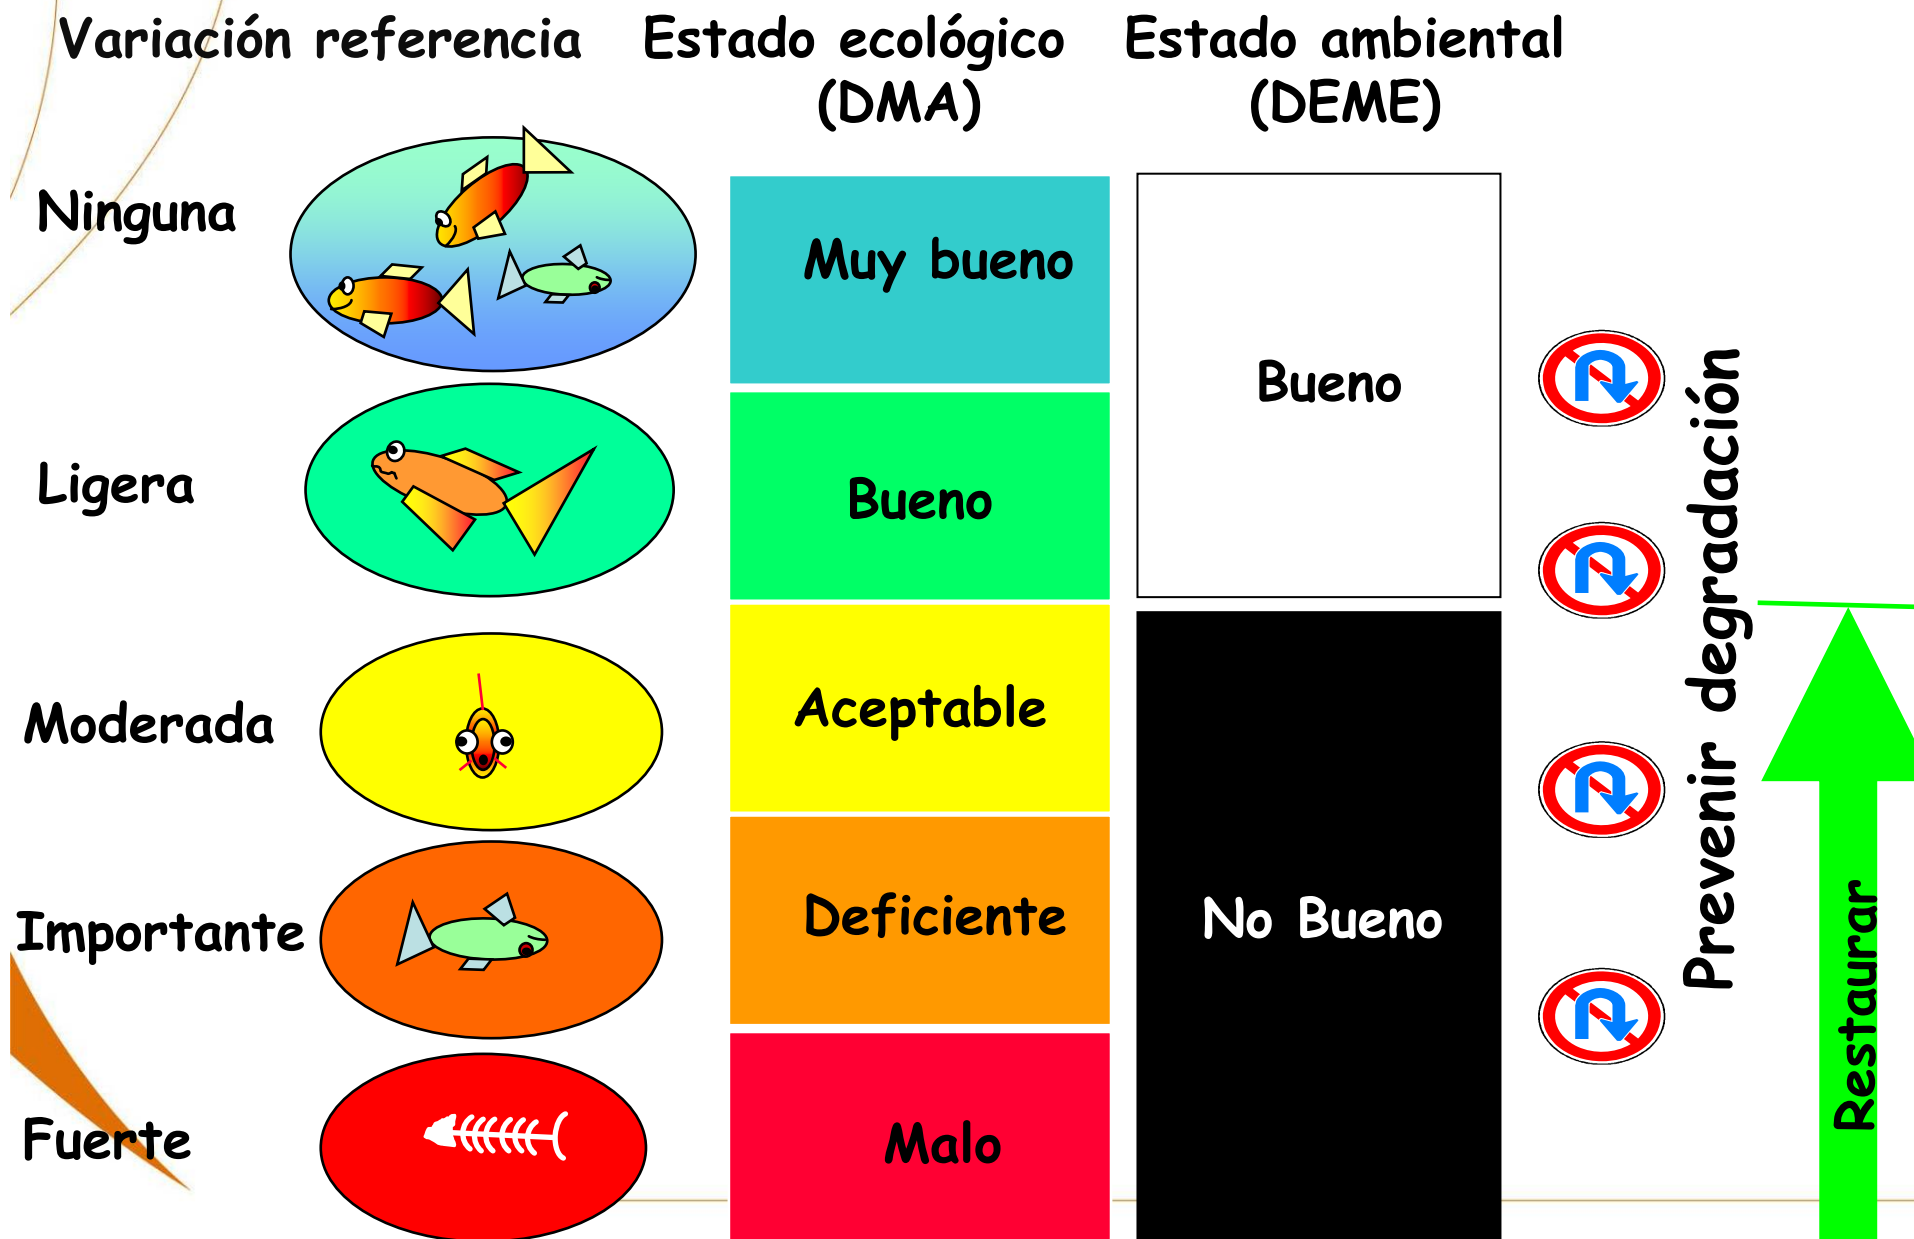 Variación referencia
Estado ecológico
(DMA)
Estado ambiental
(DEME)
Ninguna
Muy bueno
Bueno
Ligera
Bueno
Moderada
Aceptable
Importante
Deficiente
No Bueno
Fuerte
Malo
Prevenir degradación
Restaurar